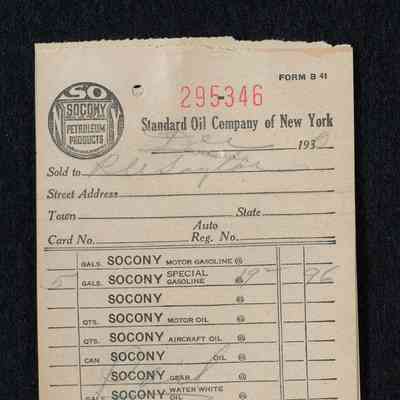 FORM B 41
295346
SO
SOCONY
PETROLEUM
PRODUCTS
Standard Oil Company of New York
193
Sold to
Street Address
Town State
Auto
Card No. Reg. No.
GALS. SOCONY MOTOR GASOLINE @
5 GALS. SOCONY SPECIAL GASOLINE @ 19 96
SOCONY @
QTS. SOCONY MOTOR OIL @
QTS. SOCONY AIRCRAFT OIL @
CAN SOCONY OIL @
SOCONY GEAR @
GALS. SOCONY WATER WHITE OIL @